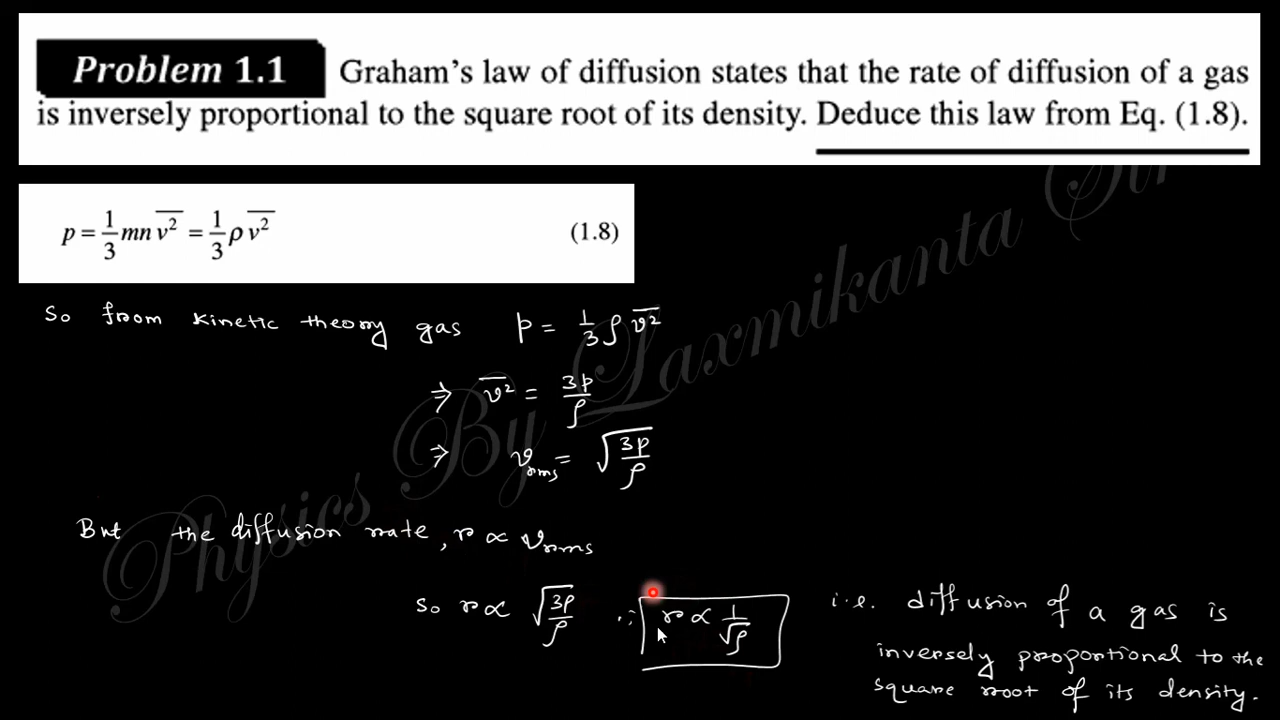 Problem 1.1 Graham's law of diffusion states that the rate of diffusion of a gas
is inversely proportional to the square root of its density. Deduce this law from Eq. (1.8).
p = 1/3 mn v̅²̅ = 1/3 ρ v̅²̅ (1.8)
So from kinetic theory gas p = 1/3 ρ v̅²̅
⇒ v̅²̅ = 3p/ρ
⇒ v_rms = √(3p/ρ)
But the diffusion rate, r ∝ v_rms
So r ∝ √(3p/ρ) ∴ r ∝ 1/√ρ i.e. diffusion of a gas is
inversely proportional to the
square root of its density.
Physics By Laxmikanta